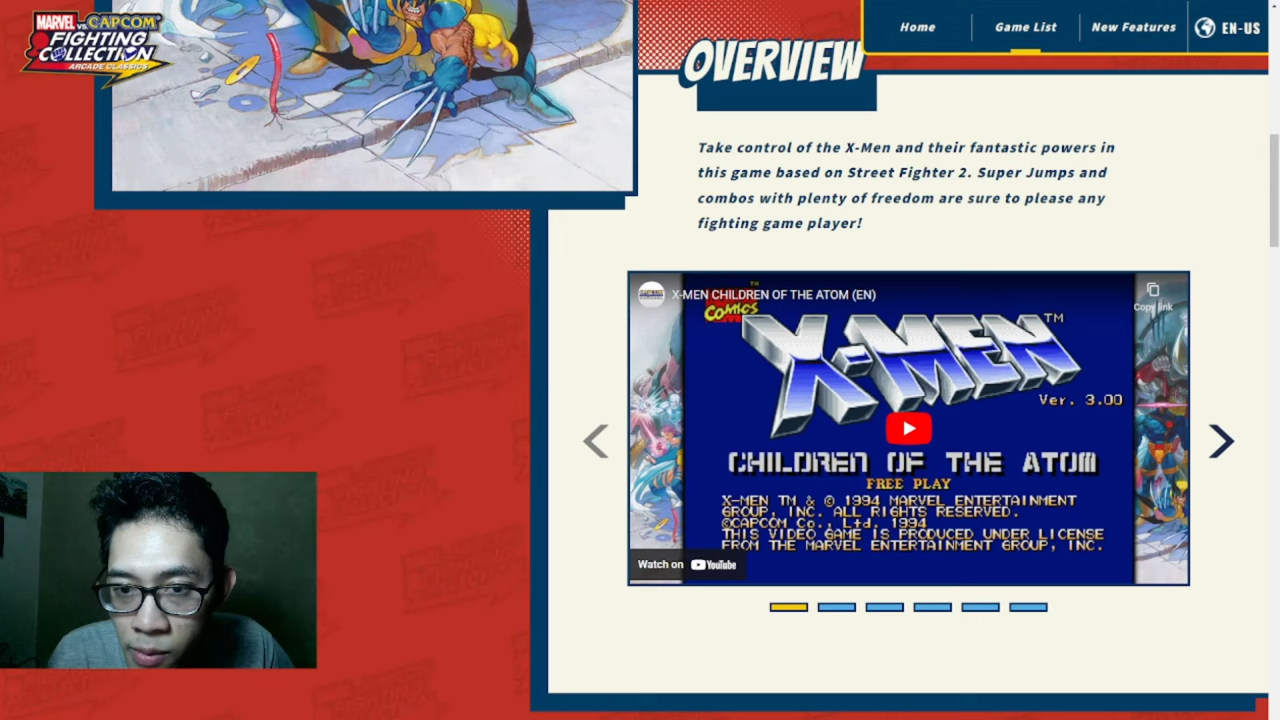 MARVEL VS. CAPCOM
FIGHTING
COLLECTION
ARCADE CLASSICS
Home
Game List
New Features
EN-US
OVERVIEW
Take control of the X-Men and their fantastic powers in
this game based on Street Fighter 2. Super Jumps and
combos with plenty of freedom are sure to please any
fighting game player!
X-MEN CHILDREN OF THE ATOM (EN)
Copy link
COMICS
X-MEN™
Ver. 3.00
CHILDREN OF THE ATOM
FREE PLAY
X-MEN TM & © 1994 MARVEL ENTERTAINMENT
GROUP, INC. ALL RIGHTS RESERVED.
©CAPCOM Co., Ltd. 1994
THIS VIDEO GAME IS PRODUCED UNDER LICENSE
FROM THE MARVEL ENTERTAINMENT GROUP, INC.
Watch on YouTube